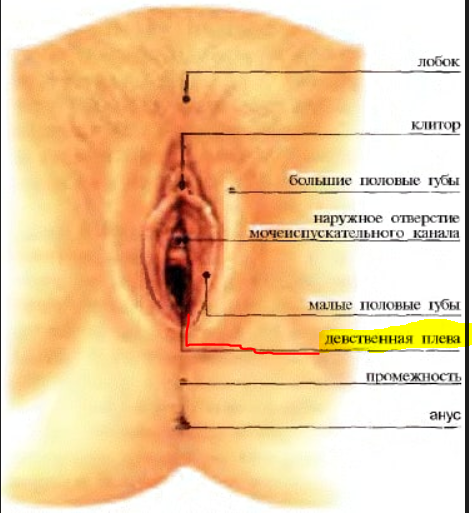 лобок
клитор
большие половые губы
наружное отверстие
мочеиспускательного канала
малые половые губы
девственная плева
промежность
анус